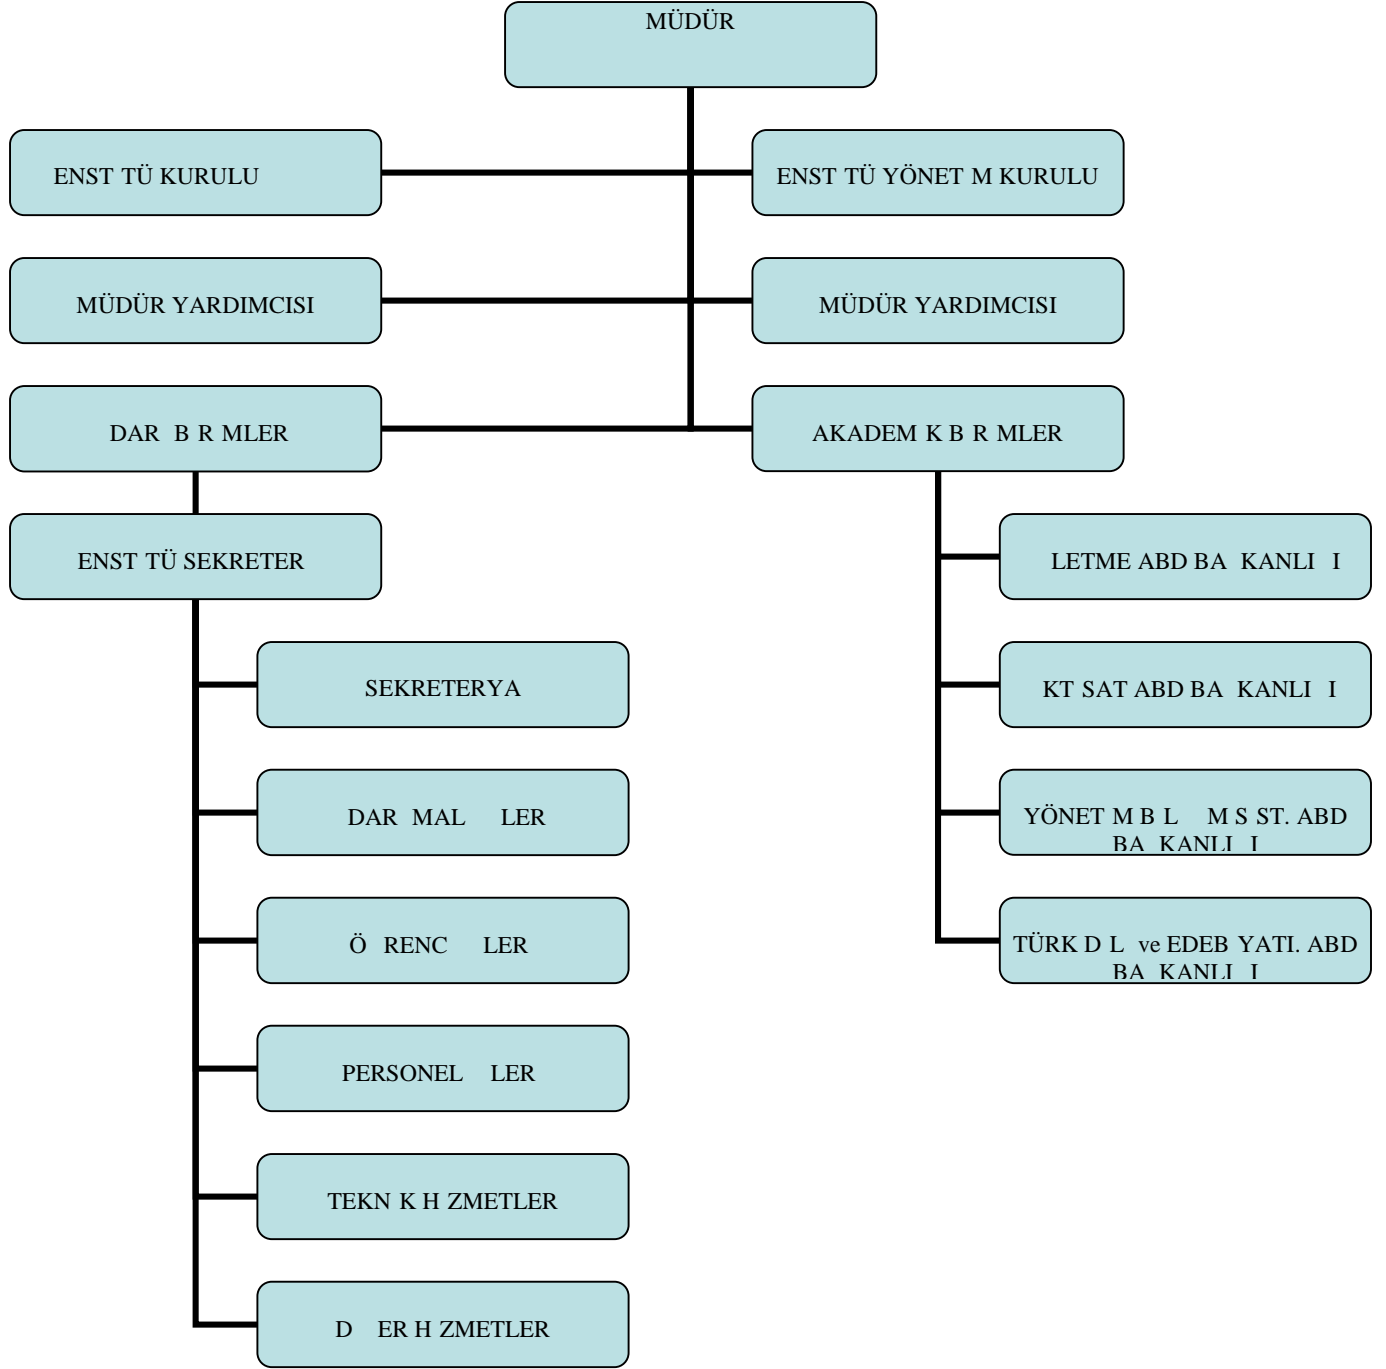 MÜDÜR
ENST TÜ KURULU
ENST TÜ YÖNET M KURULU
MÜDÜR YARDIMCISI
MÜDÜR YARDIMCISI
DAR B R MLER
AKADEM K B R MLER
ENST TÜ SEKRETER
LETME ABD BA KANLI I
SEKRETERYA
KT SAT ABD BA KANLI I
DAR MAL LER
YÖNET M B L M S ST. ABD
BA KANLI I
Ö RENC LER
TÜRK D L ve EDEB YATI. ABD
BA KANLI I
PERSONEL LER
TEKN K H ZMETLER
D ER H ZMETLER